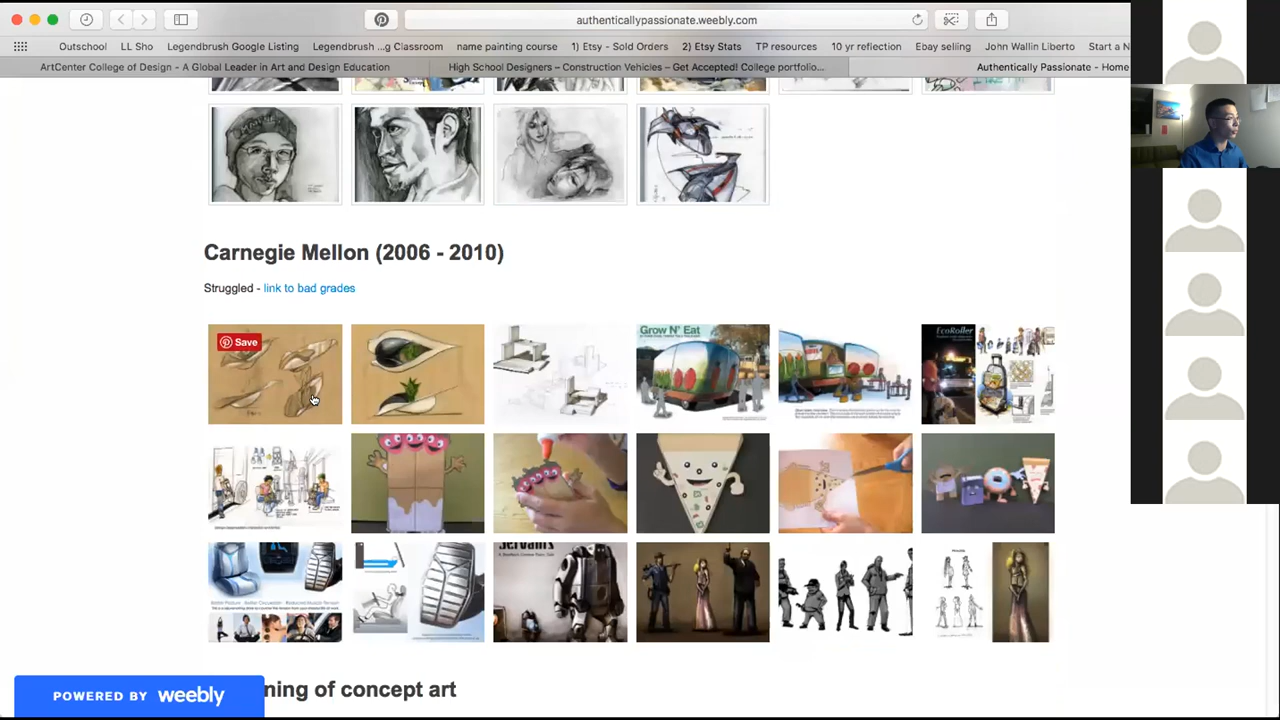 authenticallypassionate.weebly.com
Outschool LL Sho Legendbrush Google Listing Legendbrush ...g Classroom name painting course 1) Etsy - Sold Orders 2) Etsy Stats TP resources 10 yr reflection Ebay selling John Wallin Liberto Start a N
ArtCenter College of Design - A Global Leader in Art and Design Education High School Designers – Construction Vehicles – Get Accepted! College portfolio... Authentically Passionate - Home
Carnegie Mellon (2006 - 2010)
Struggled - link to bad grades
Save
Grow N' Eat
EcoRoller
POWERED BY weebly
ning of concept art